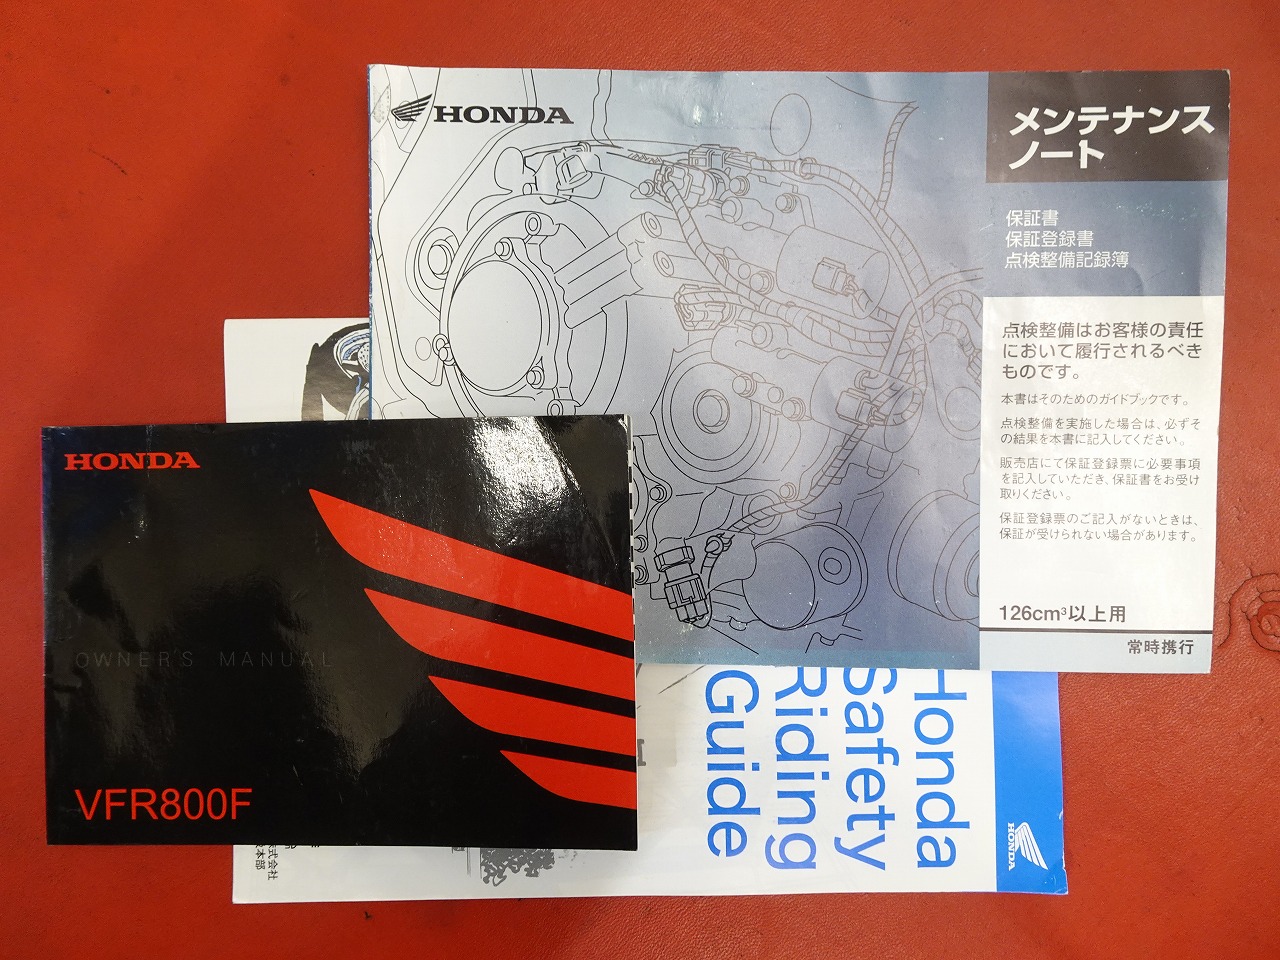 HONDA
メンテナンス
ノート
保証書
保証登録書
点検整備記録簿
点検整備はお客様の責任
において履行されるべき
ものです。
本書はそのためのガイドブックです。
点検整備を実施した場合は、必ずそ
の結果を本書に記入してください。
販売店にて保証登録票に必要事項
を記入していただき、保証書をお受け
取りください。
保証登録票のご記入がないときは、
保証が受けられない場合があります。
126cm³以上用
常時携行
HONDA
OWNER'S MANUAL
VFR800F
Honda
Safety
Riding
Guide
HONDA
株式会社
本部